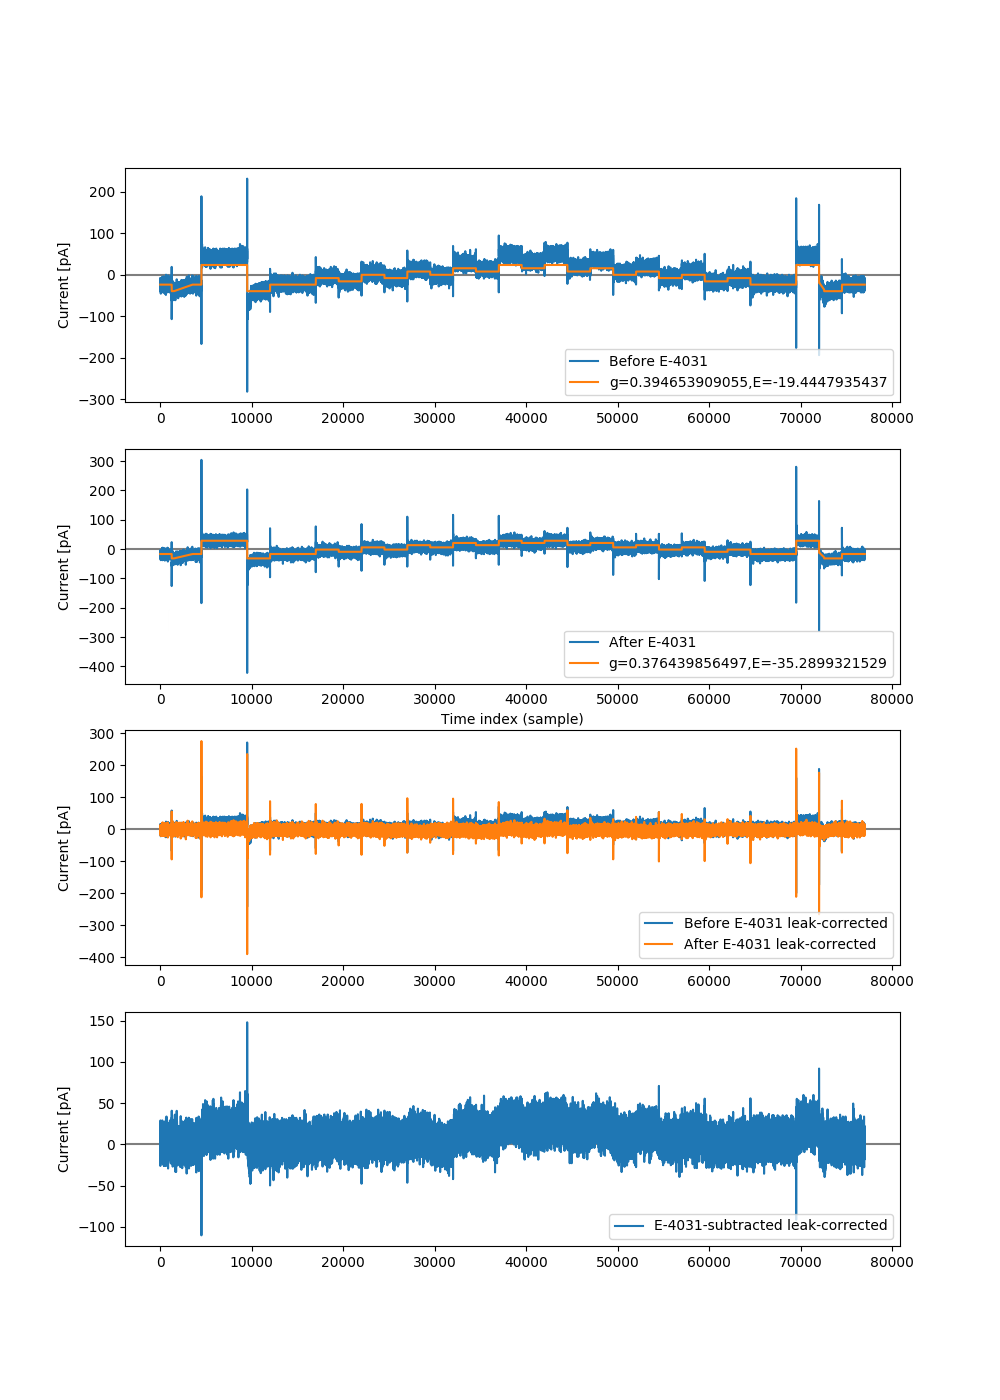 200
100
0
−100
−200
−300
Current [pA]
Before E-4031
g=0.394653909055,E=-19.4447935437
0 10000 20000 30000 40000 50000 60000 70000 80000
300
200
100
0
−100
−200
−300
−400
Current [pA]
After E-4031
g=0.376439856497,E=-35.2899321529
0 10000 20000 30000 40000 50000 60000 70000 80000
Time index (sample)
300
200
100
0
−100
−200
−300
−400
Current [pA]
Before E-4031 leak-corrected
After E-4031 leak-corrected
0 10000 20000 30000 40000 50000 60000 70000 80000
150
100
50
0
−50
−100
Current [pA]
E-4031-subtracted leak-corrected
0 10000 20000 30000 40000 50000 60000 70000 80000